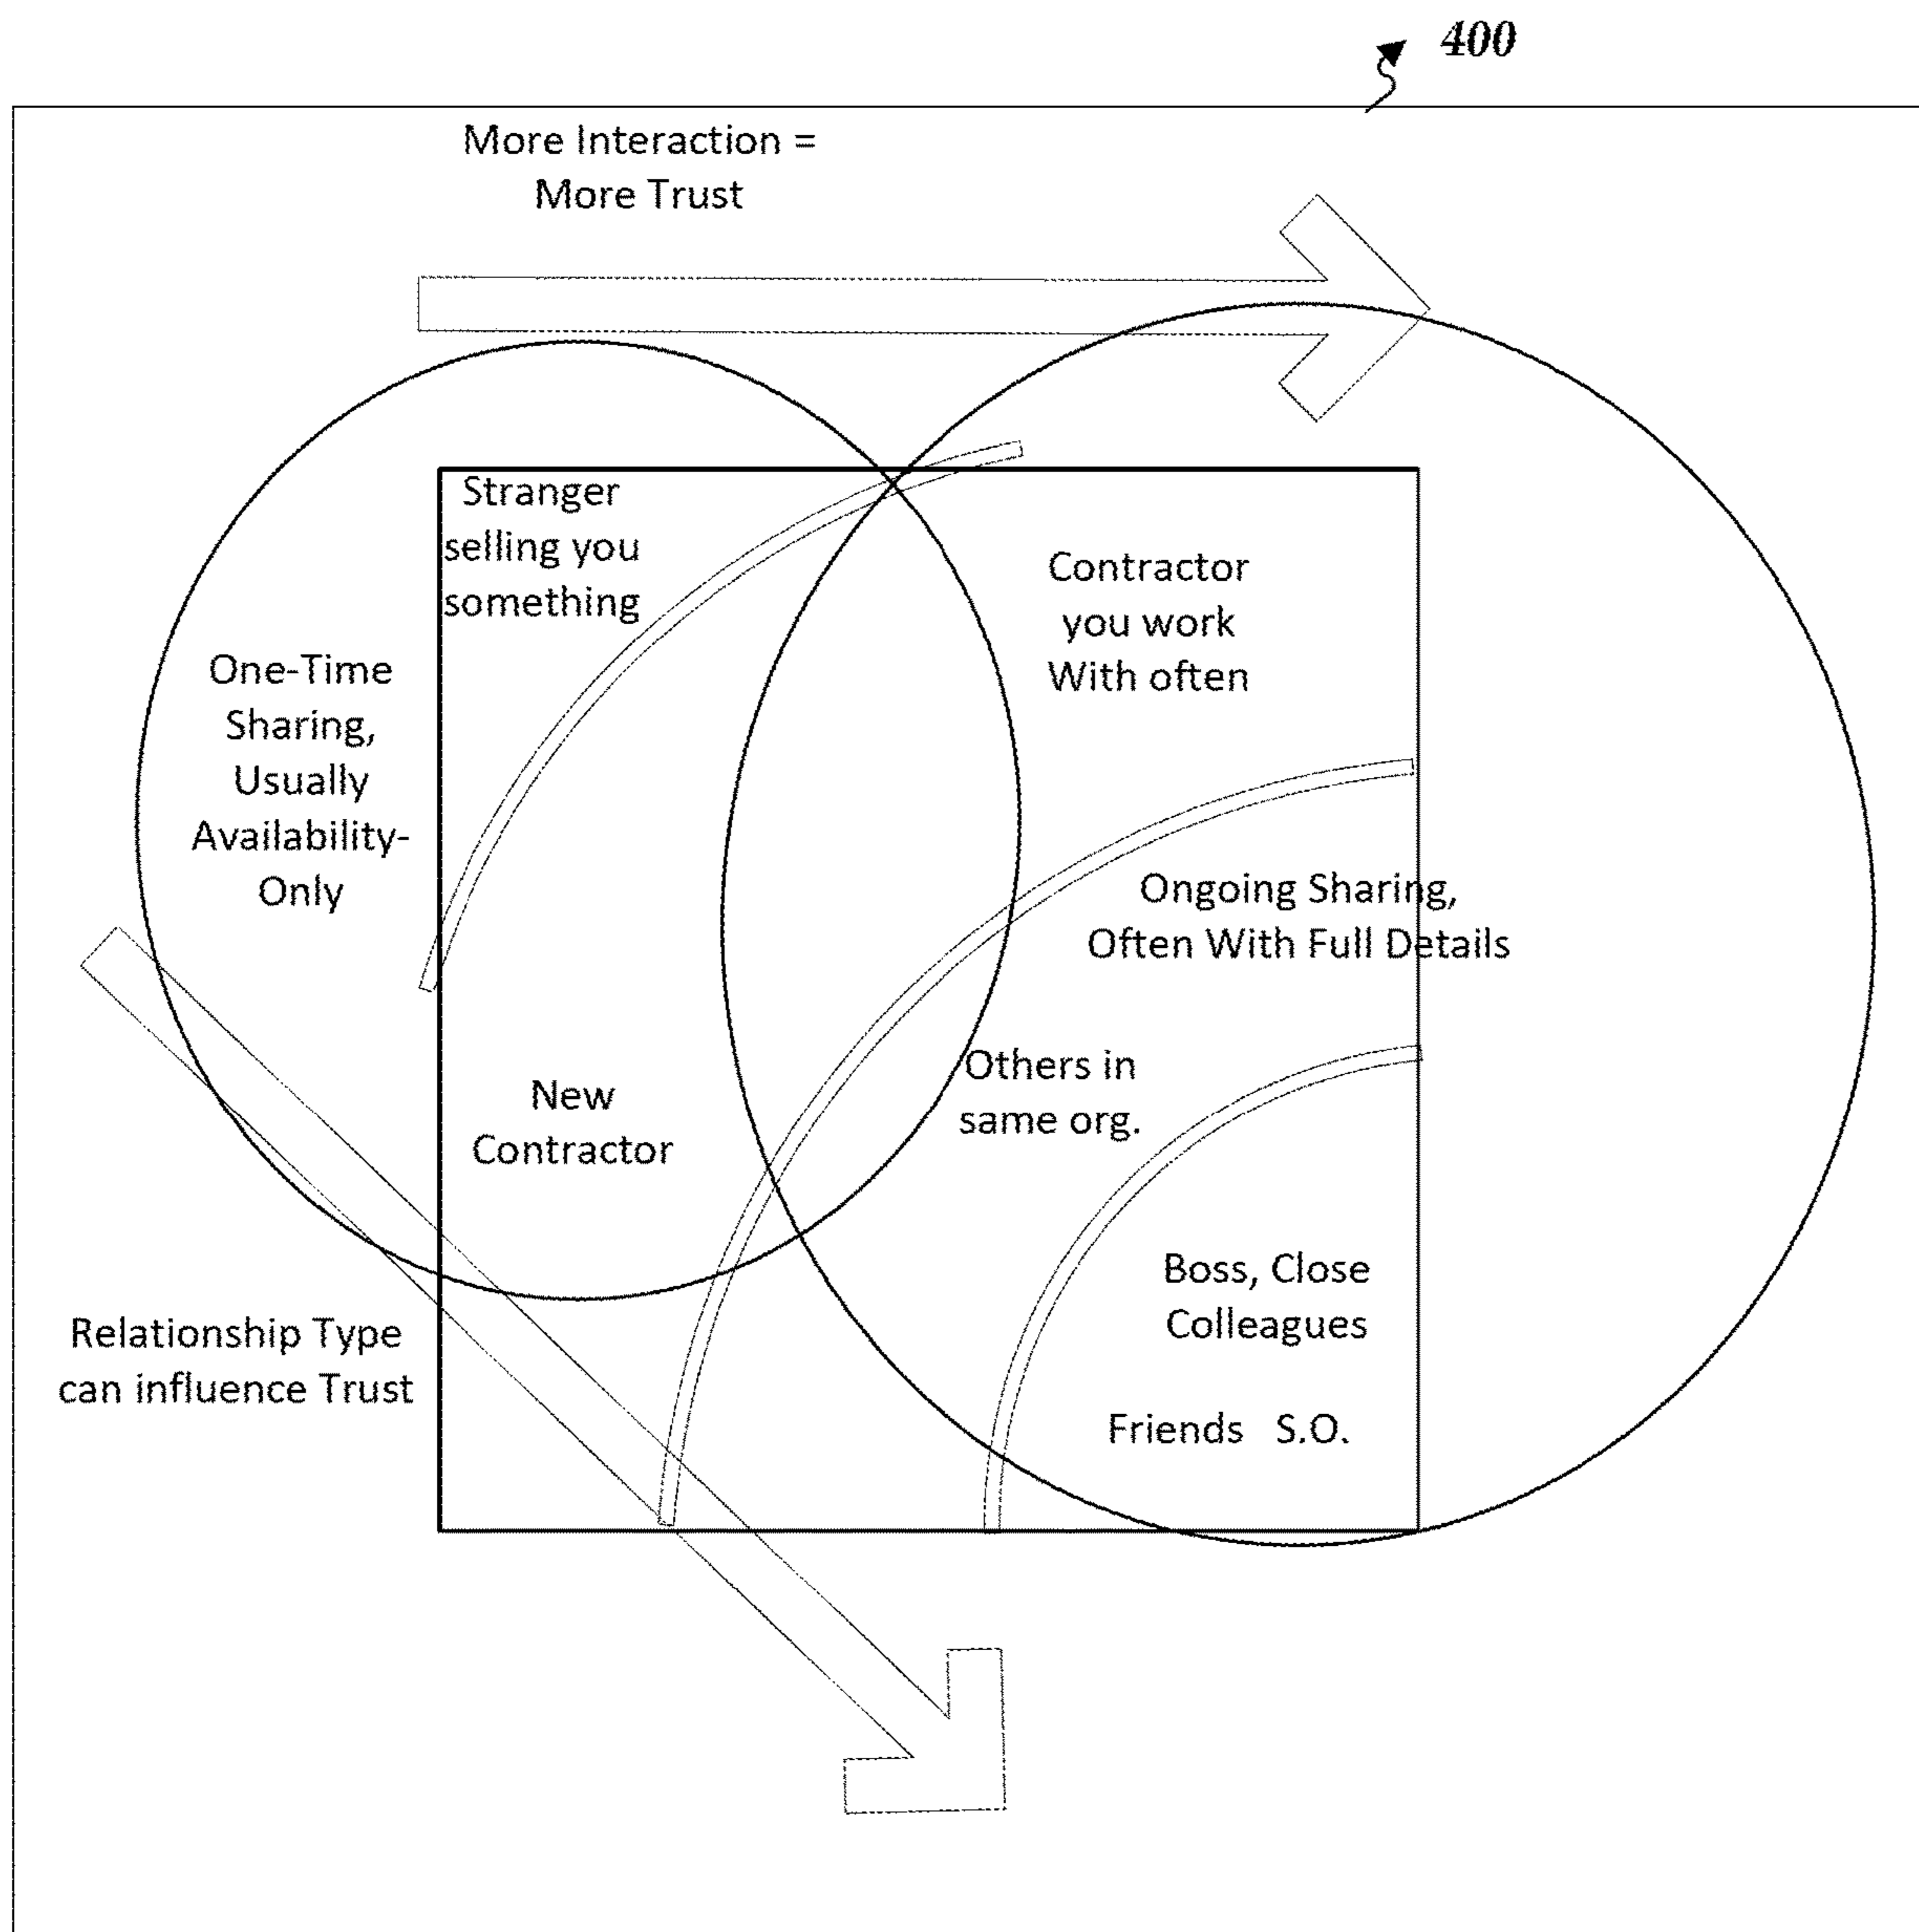 400
More Interaction =
More Trust
Stranger
selling you
something
Contractor
you work
With often
One-Time
Sharing,
Usually
Availability-
Only
Ongoing Sharing,
Often With Full Details
Others in
same org.
New
Contractor
Boss, Close
Colleagues
Relationship Type
can influence Trust
Friends S.O.